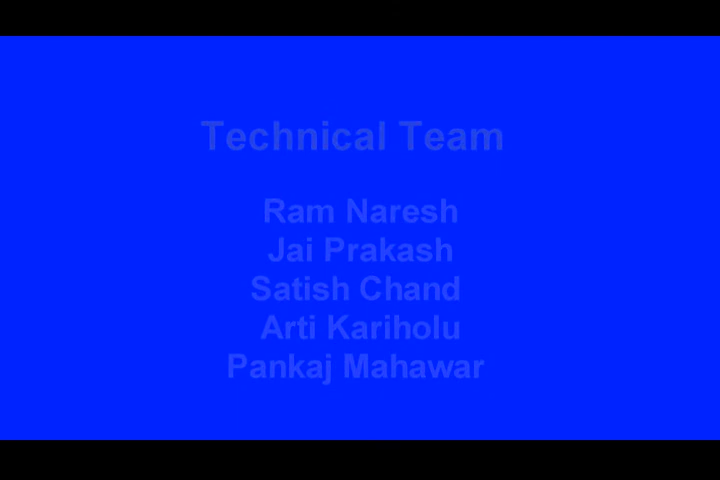 Technical Team
Ram Naresh
Jai Prakash
Satish Chand
Arti Kariholu
Pankaj Mahawar